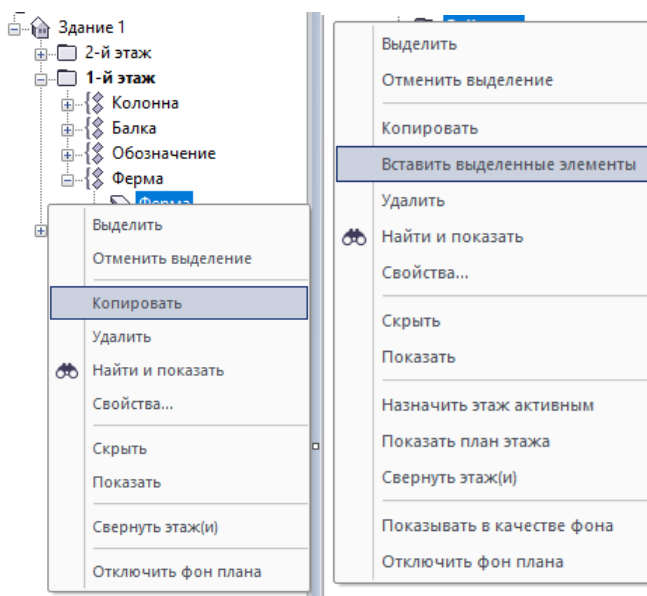 Здание 1
2-й этаж
1-й этаж
Колонна
Балка
Обозначение
Ферма
Ферма
Выделить
Отменить выделение
Копировать
Удалить
Найти и показать
Свойства...
Скрыть
Показать
Свернуть этаж(и)
Отключить фон плана
Выделить
Отменить выделение
Копировать
Вставить выделенные элементы
Удалить
Найти и показать
Свойства...
Скрыть
Показать
Назначить этаж активным
Показать план этажа
Свернуть этаж(и)
Показывать в качестве фона
Отключить фон плана